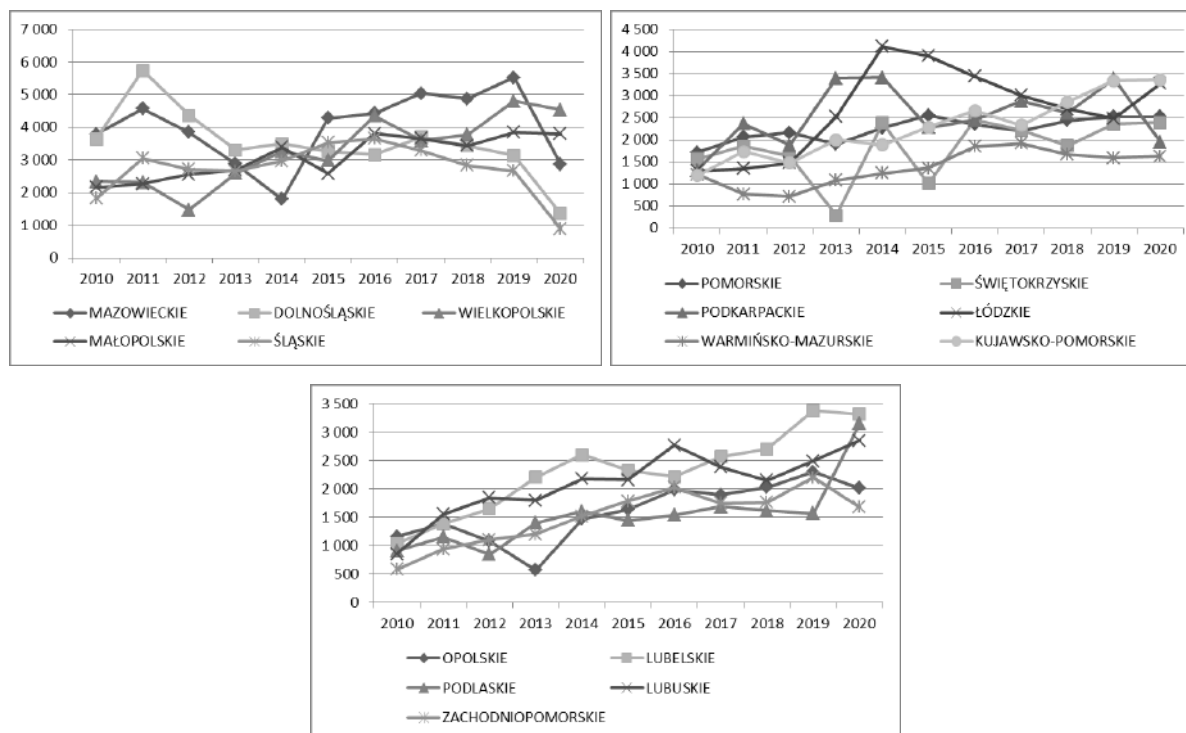 7 000
6 000
5 000
4 000
3 000
2 000
1 000
0
2010 2011 2012 2013 2014 2015 2016 2017 2018 2019 2020
MAZOWIECKIE DOLNOŚLĄSKIE WIELKOPOLSKIE
MAŁOPOLSKIE ŚLĄSKIE
4 500
4 000
3 500
3 000
2 500
2 000
1 500
1 000
500
0
2010 2011 2012 2013 2014 2015 2016 2017 2018 2019 2020
POMORSKIE ŚWIĘTOKRZYSKIE
PODKARPACKIE ŁÓDZKIE
WARMIŃSKO-MAZURSKIE KUJAWSKO-POMORSKIE
3 500
3 000
2 500
2 000
1 500
1 000
500
0
2010 2011 2012 2013 2014 2015 2016 2017 2018 2019 2020
OPOLSKIE LUBELSKIE
PODLASKIE LUBUSKIE
ZACHODNIOPOMORSKIE